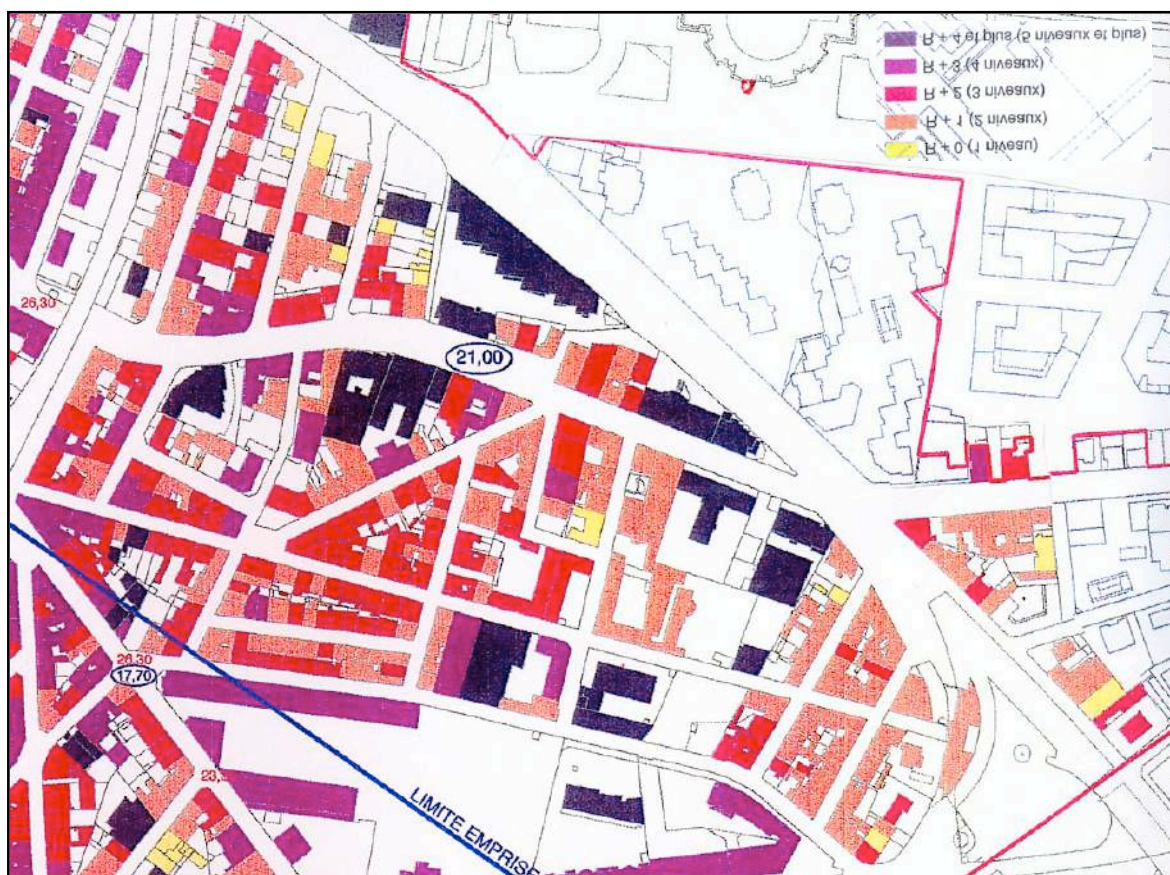 R + 4 et plus (5 niveaux et plus)
R + 3 (4 niveaux)
R + 2 (3 niveaux)
R + 1 (2 niveaux)
R + 0 (1 niveau)
26,30
21,00
26,30
17,70
LIMITE EMPRISE